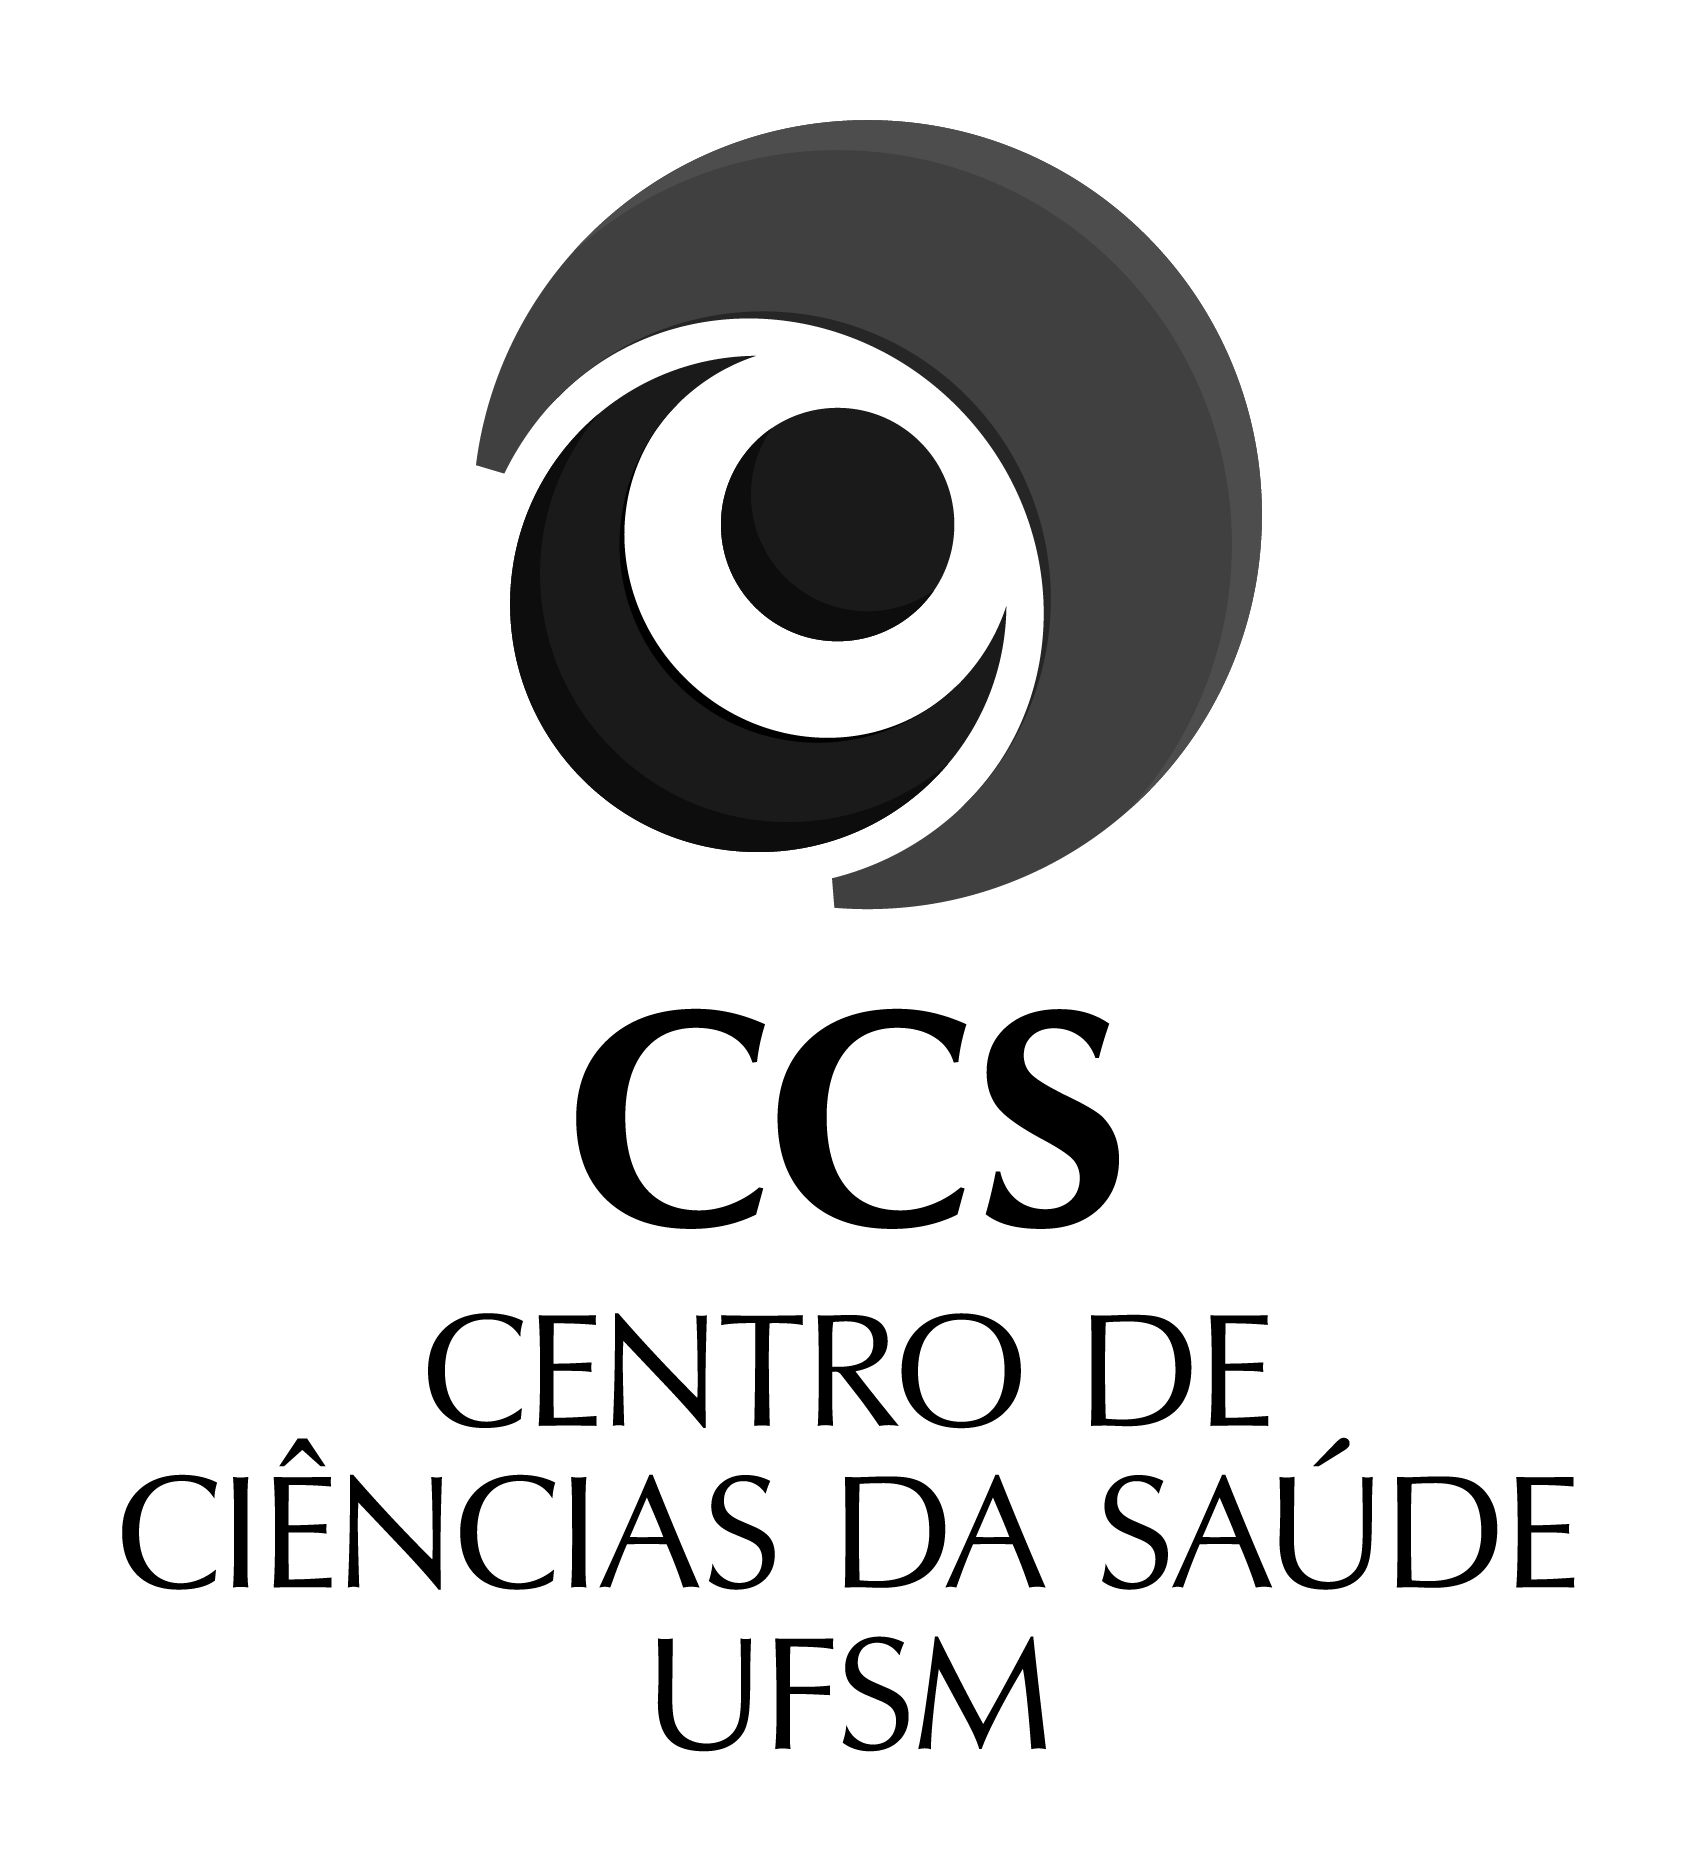 CCS
CENTRO DE
CIÊNCIAS DA SAÚDE
UFSM